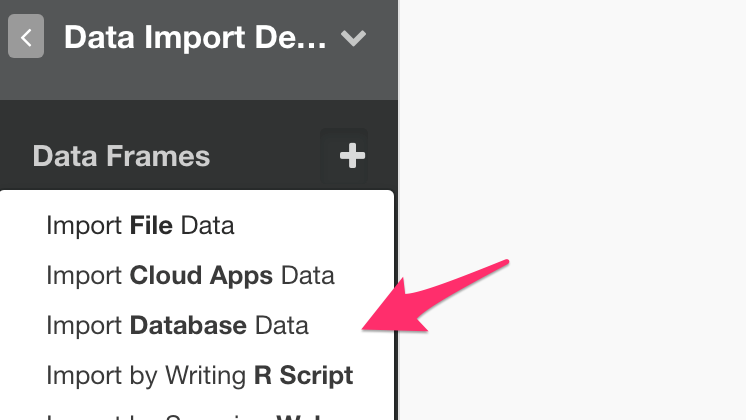 Data Import De...
Data Frames
Import File Data
Import Cloud Apps Data
Import Database Data
Import by Writing R Script